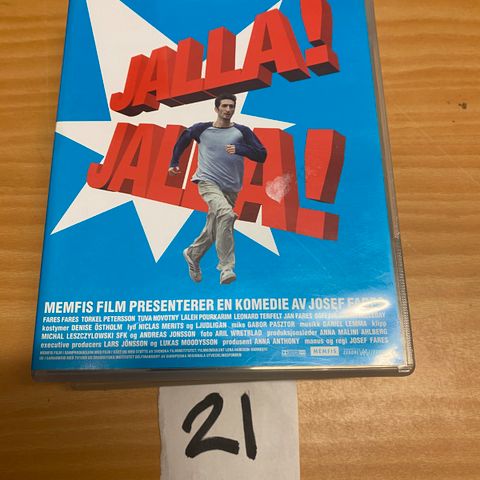 JALLA!
JALLA!
MEMFIS FILM PRESENTERER EN KOMEDIE AV JOSEF FARES
FARES FARES TORKEL PETERSSON TUVA NOVOTNY LALEH POURKARIM LEONARD TERFELT JAN FARES
kostymer DENISE ÖSTHOLM lyd NICLAS MERITS og LJUDLIGAN miks GABOR PASZTOR musikk DANIEL LEMMA klipp
MICHAL LESZCZYLOWSKI SFK og ANDREAS JONSSON foto ARIL WRETBLAD produksjonsleder ANNA MALINI AHLBERG
executive producers LARS JÖNSSON og LUKAS MOODYSSON produsent ANNA ANTHONY manus og regi JOSEF FARES
MEMFIS
21